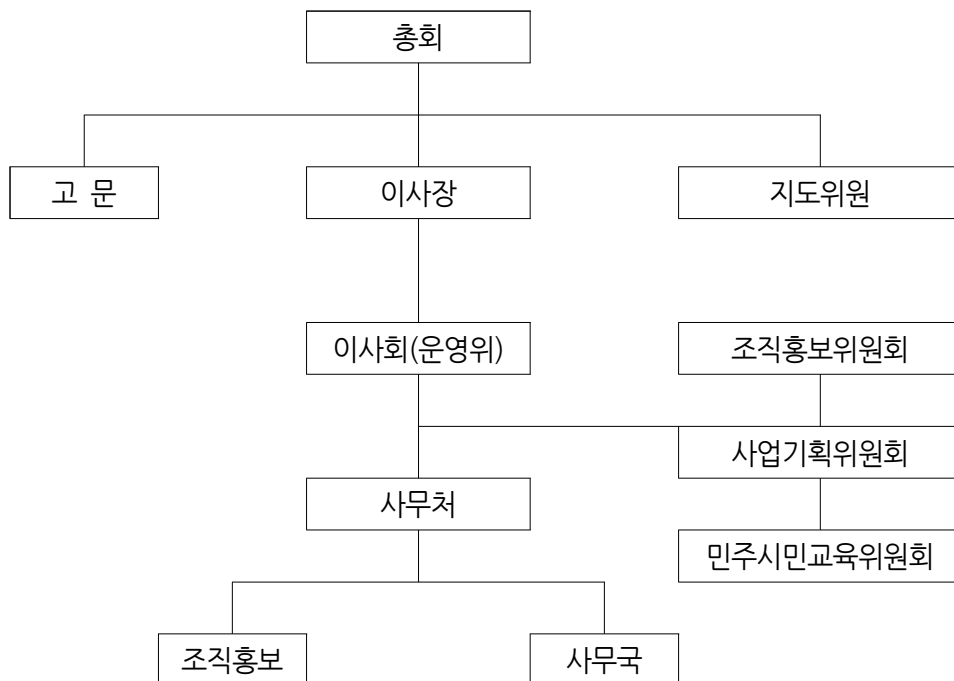 총회
고 문
이사장
지도위원
이사회(운영위)
조직홍보위원회
사업기획위원회
사무처
민주시민교육위원회
조직홍보
사무국